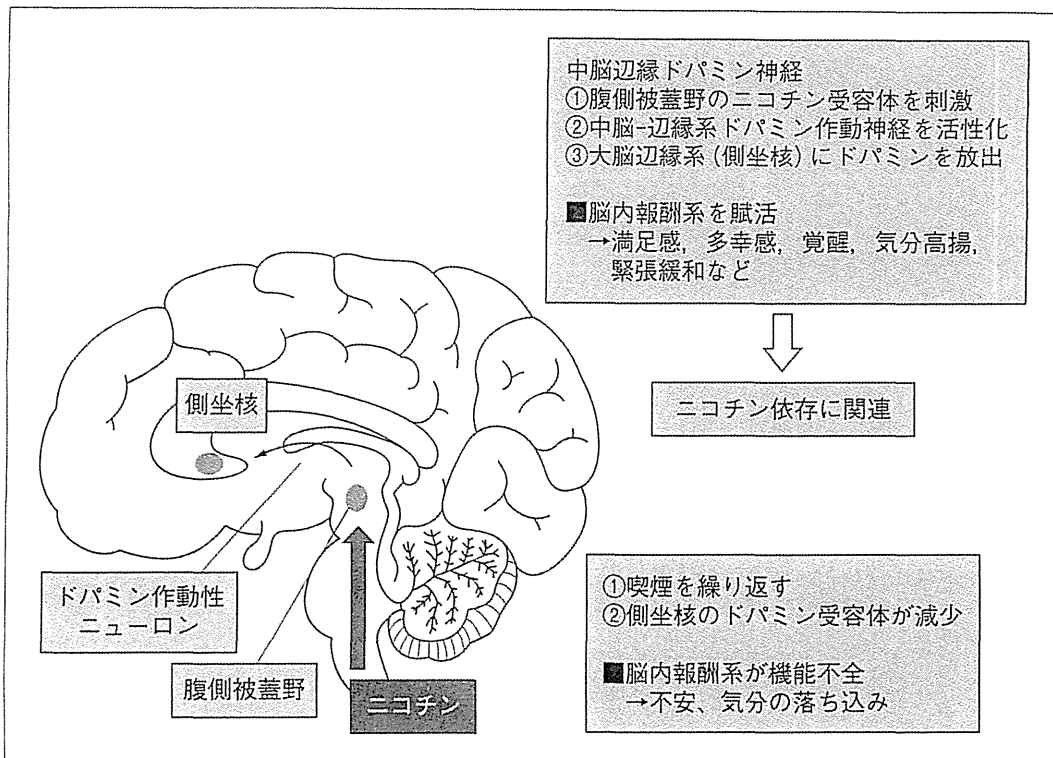 中脳辺縁ドパミン神経
①腹側被蓋野のニコチン受容体を刺激
②中脳-辺縁系ドパミン作動神経を活性化
③大脳辺縁系(側坐核)にドパミンを放出
■脳内報酬系を賦活
→満足感，多幸感，覚醒，気分高揚，
緊張緩和など
ニコチン依存に関連
側坐核
ドパミン作動性
ニューロン
腹側被蓋野
ニコチン
①喫煙を繰り返す
②側坐核のドパミン受容体が減少
■脳内報酬系が機能不全
→不安、気分の落ち込み